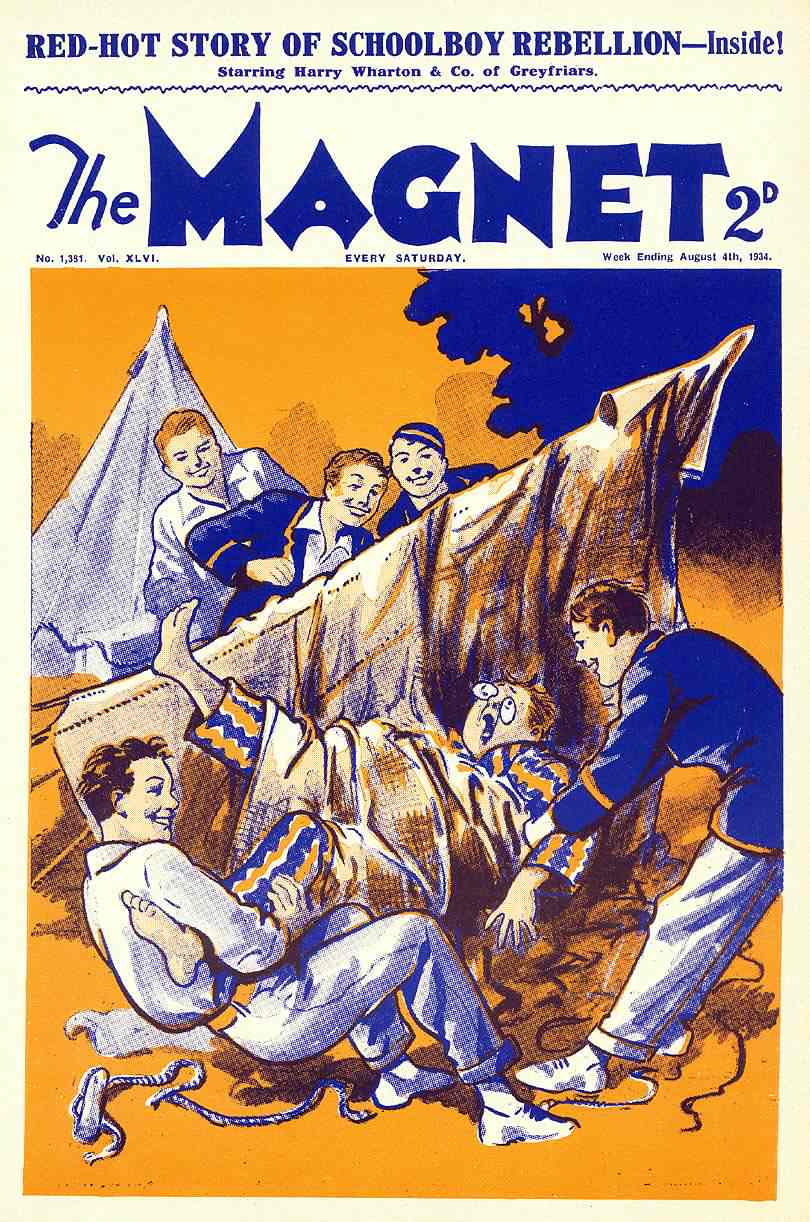 RED-HOT STORY OF SCHOOLBOY REBELLION—Inside!
Starring Harry Wharton & Co. of Greyfriars.
The MAGNET 2D
No. 1,381. Vol. XLVI. EVERY SATURDAY. Week Ending August 4th, 1934.